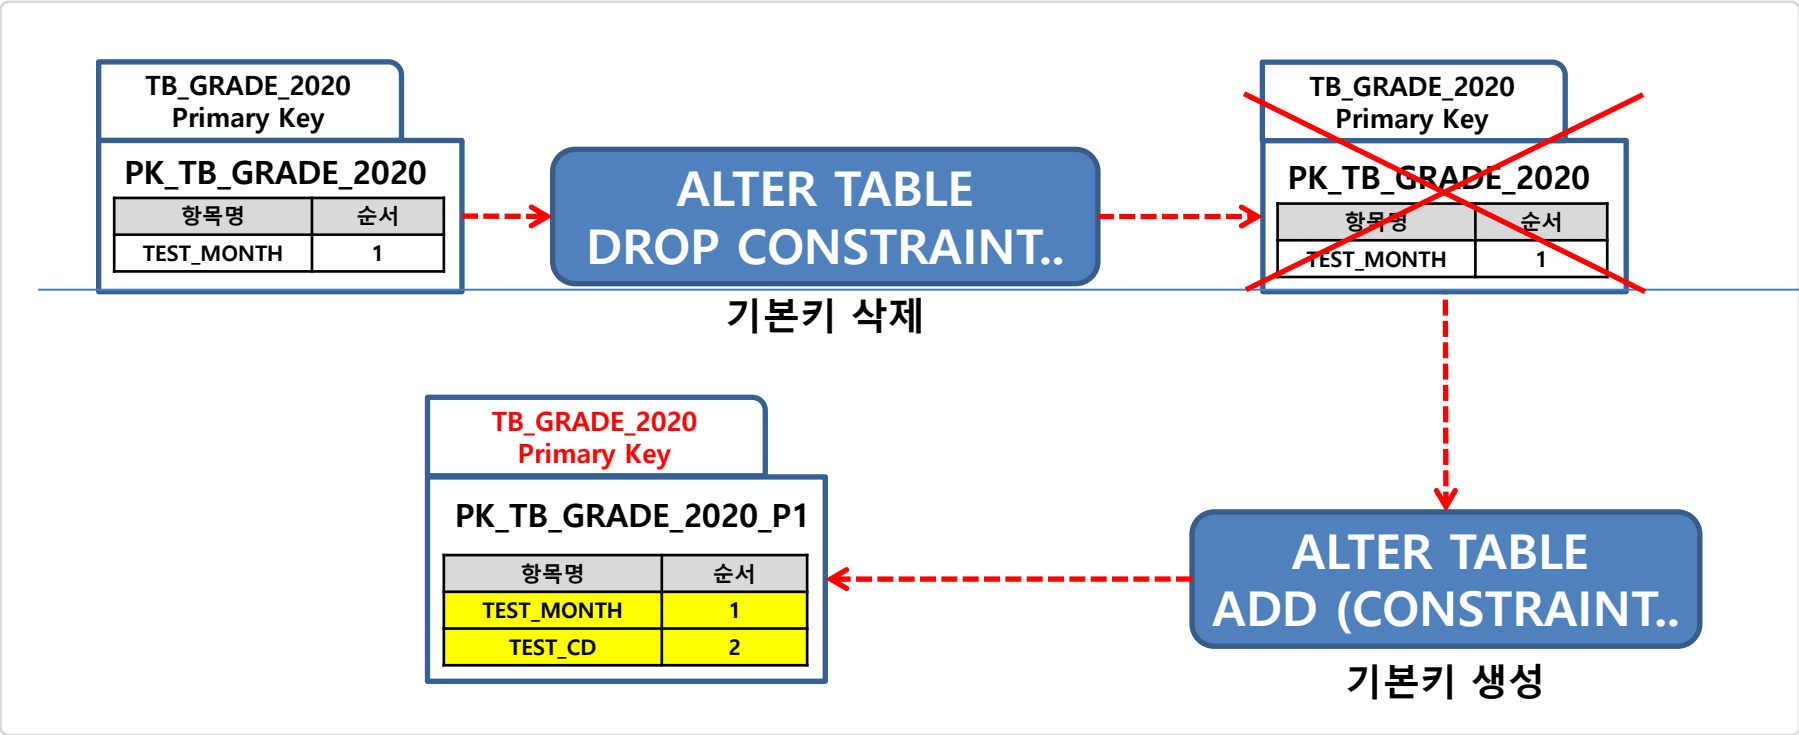 TB_GRADE_2020
Primary Key
PK_TB_GRADE_2020
항목명 순서
TEST_MONTH 1
ALTER TABLE
DROP CONSTRAINT..
기본키 삭제
TB_GRADE_2020
Primary Key
PK_TB_GRADE_2020
항목명 순서
TEST_MONTH 1
ALTER TABLE
ADD (CONSTRAINT..
기본키 생성
TB_GRADE_2020
Primary Key
PK_TB_GRADE_2020_P1
항목명 순서
TEST_MONTH 1
TEST_CD 2